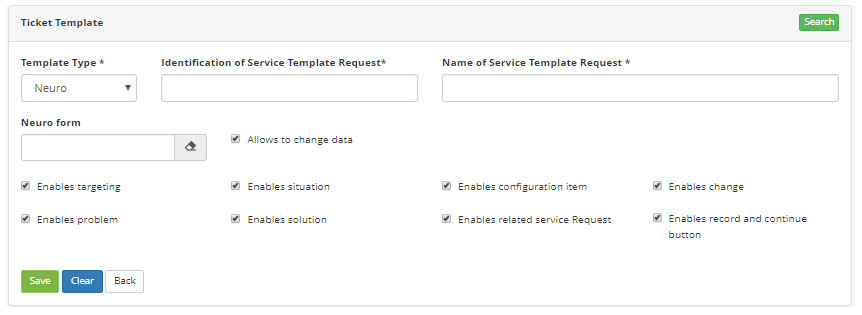 Ticket Template Search
Template Type * Identification of Service Template Request* Name of Service Template Request *
Neuro
Neuro form
Allows to change data
Enables targeting Enables situation Enables configuration item Enables change
Enables problem Enables solution Enables related service Request Enables record and continue
button
Save Clear Back